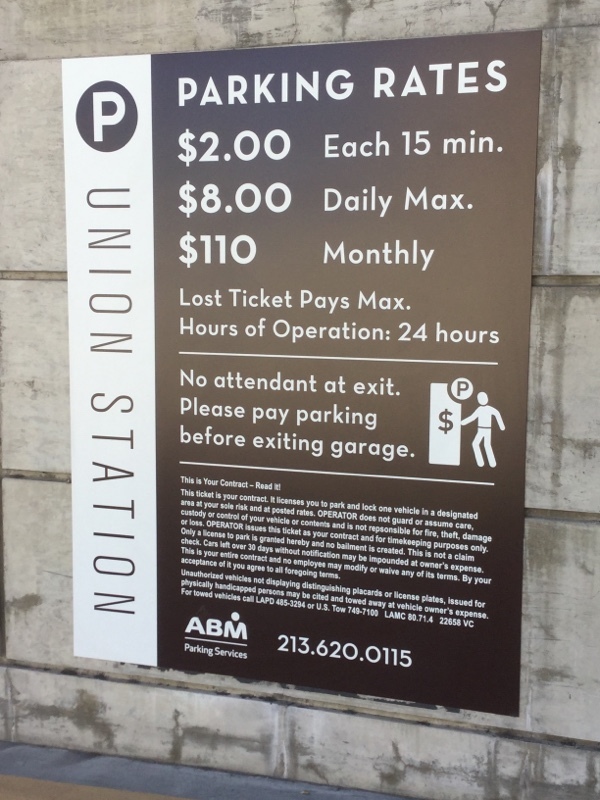 P
UNION STATION
PARKING RATES
$2.00 Each 15 min.
$8.00 Daily Max.
$110 Monthly
Lost Ticket Pays Max.
Hours of Operation: 24 hours
No attendant at exit.
Please pay parking
before exiting garage.
P
$
This is Your Contract – Read It!
This ticket is your contract. It licenses you to park and lock one vehicle in a designated
area at your sole risk and at posted rates. OPERATOR does not guard or assume care,
custody or control of your vehicle or contents and is not repsonsible for fire, theft, damage
or loss. OPERATOR issues this ticket as your contract and for timekeeping purposes only.
Only a license to park is granted hereby and no bailment is created. This is not a claim
check. Cars left over 30 days without notification may be impounded at owner's expense.
This is your entire contract and no employee may modify or waive any of its terms. By your
acceptance of it you agree to all foregoing terms.
Unauthorized vehicles not displaying distinguishing placards or license plates, issued for
physically handicapped persons may be cited and towed away at vehicle owner's expense.
For towed vehicles call LAPD 485-3294 or U.S. Tow 749-7100 LAMC 80.71.4 22658 VC
ABM
Parking Services
213.620.0115